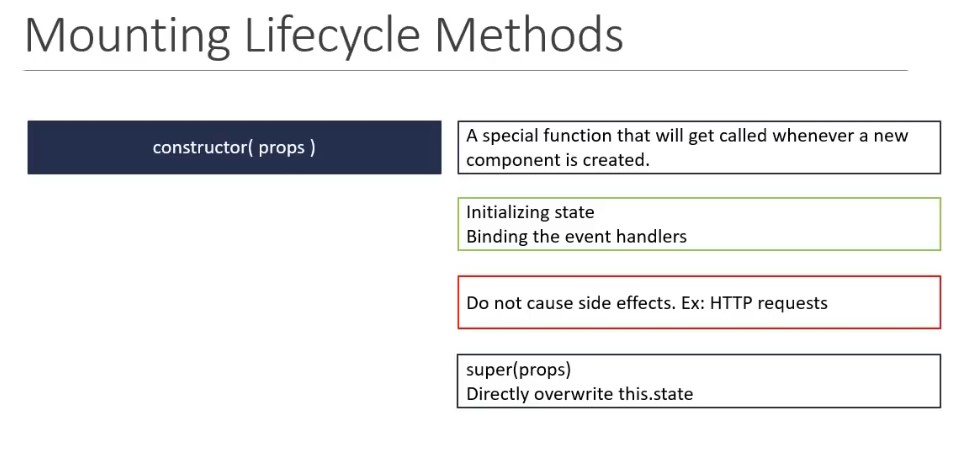 Mounting Lifecycle Methods
constructor( props )
A special function that will get called whenever a new
component is created.
Initializing state
Binding the event handlers
Do not cause side effects. Ex: HTTP requests
super(props)
Directly overwrite this.state